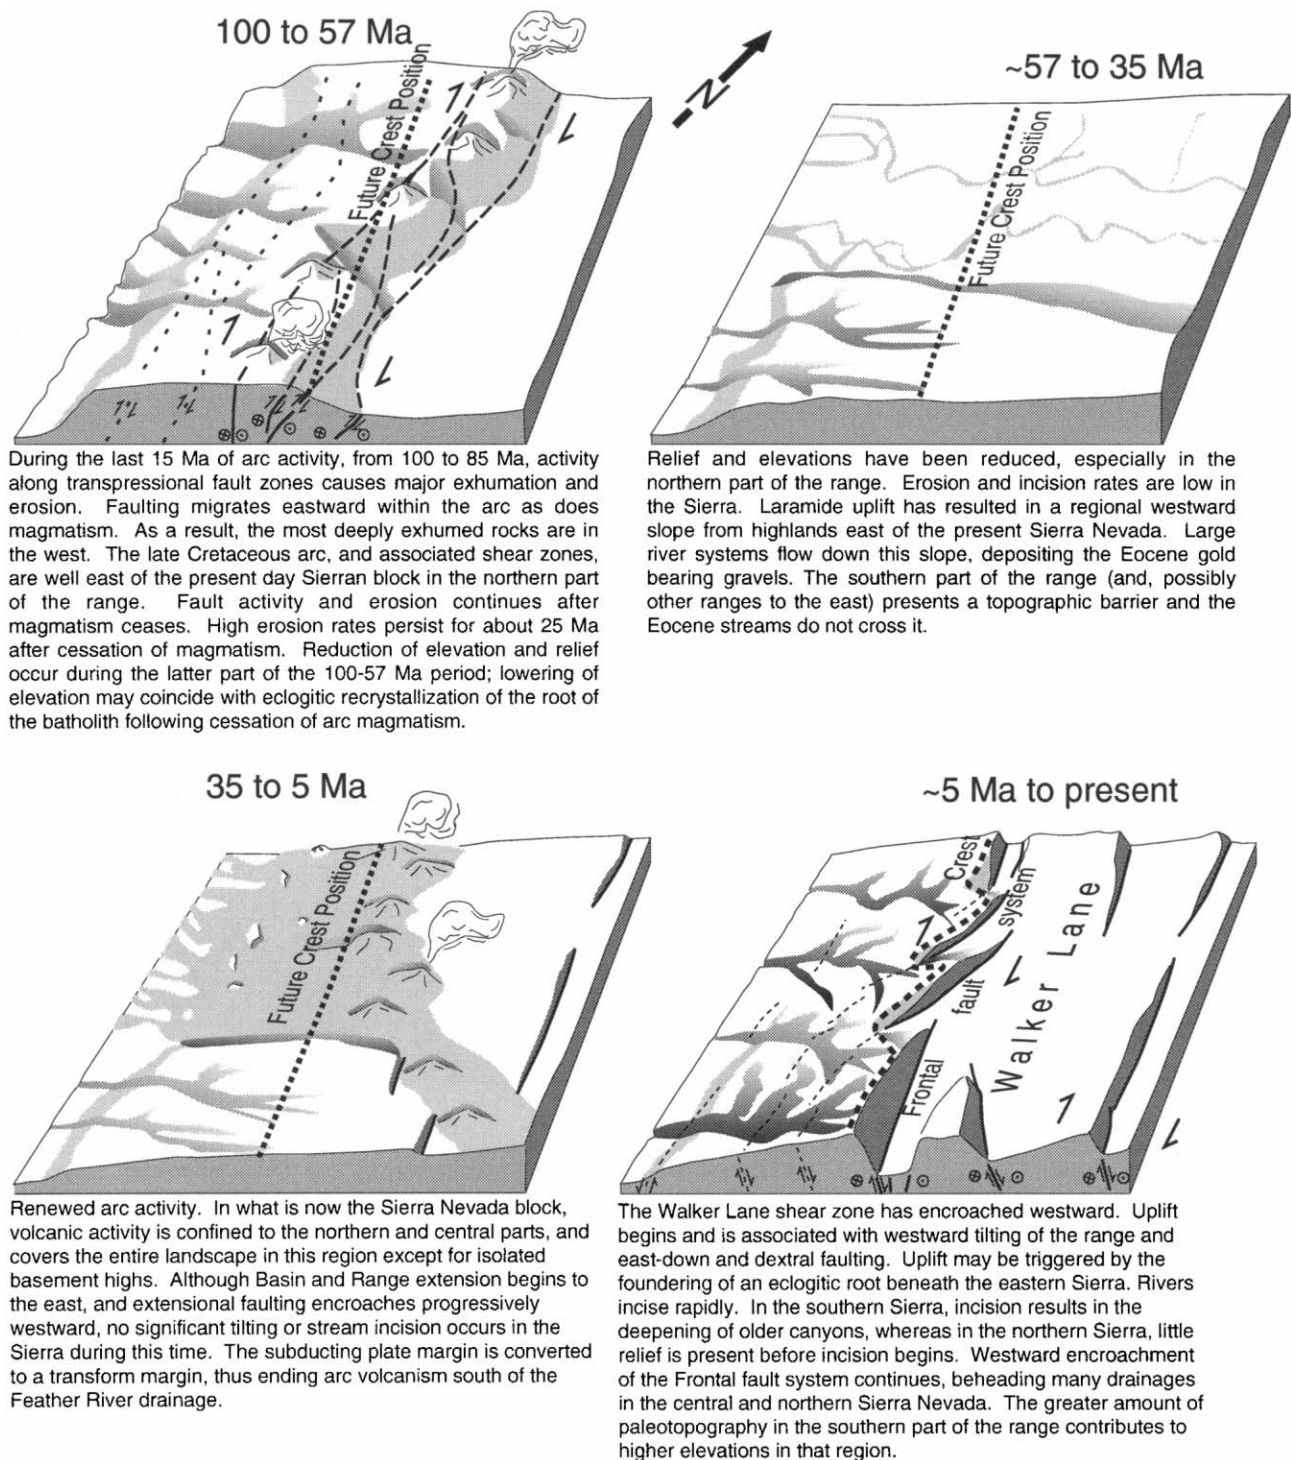 100 to 57 Ma
Future Crest Position
N
~57 to 35 Ma
Future Crest Position
During the last 15 Ma of arc activity, from 100 to 85 Ma, activity
along transpressional fault zones causes major exhumation and
erosion. Faulting migrates eastward within the arc as does
magmatism. As a result, the most deeply exhumed rocks are in
the west. The late Cretaceous arc, and associated shear zones,
are well east of the present day Sierran block in the northern part
of the range. Fault activity and erosion continues after
magmatism ceases. High erosion rates persist for about 25 Ma
after cessation of magmatism. Reduction of elevation and relief
occur during the latter part of the 100-57 Ma period; lowering of
elevation may coincide with eclogitic recrystallization of the root of
the batholith following cessation of arc magmatism.
Relief and elevations have been reduced, especially in the
northern part of the range. Erosion and incision rates are low in
the Sierra. Laramide uplift has resulted in a regional westward
slope from highlands east of the present Sierra Nevada. Large
river systems flow down this slope, depositing the Eocene gold
bearing gravels. The southern part of the range (and, possibly
other ranges to the east) presents a topographic barrier and the
Eocene streams do not cross it.
35 to 5 Ma
Future Crest Position
~5 Ma to present
Crest
Frontal fault system
Walker Lane
Renewed arc activity. In what is now the Sierra Nevada block,
volcanic activity is confined to the northern and central parts, and
covers the entire landscape in this region except for isolated
basement highs. Although Basin and Range extension begins to
the east, and extensional faulting encroaches progressively
westward, no significant tilting or stream incision occurs in the
Sierra during this time. The subducting plate margin is converted
to a transform margin, thus ending arc volcanism south of the
Feather River drainage.
The Walker Lane shear zone has encroached westward. Uplift
begins and is associated with westward tilting of the range and
east-down and dextral faulting. Uplift may be triggered by the
foundering of an eclogitic root beneath the eastern Sierra. Rivers
incise rapidly. In the southern Sierra, incision results in the
deepening of older canyons, whereas in the northern Sierra, little
relief is present before incision begins. Westward encroachment
of the Frontal fault system continues, beheading many drainages
in the central and northern Sierra Nevada. The greater amount of
paleotopography in the southern part of the range contributes to
higher elevations in that region.